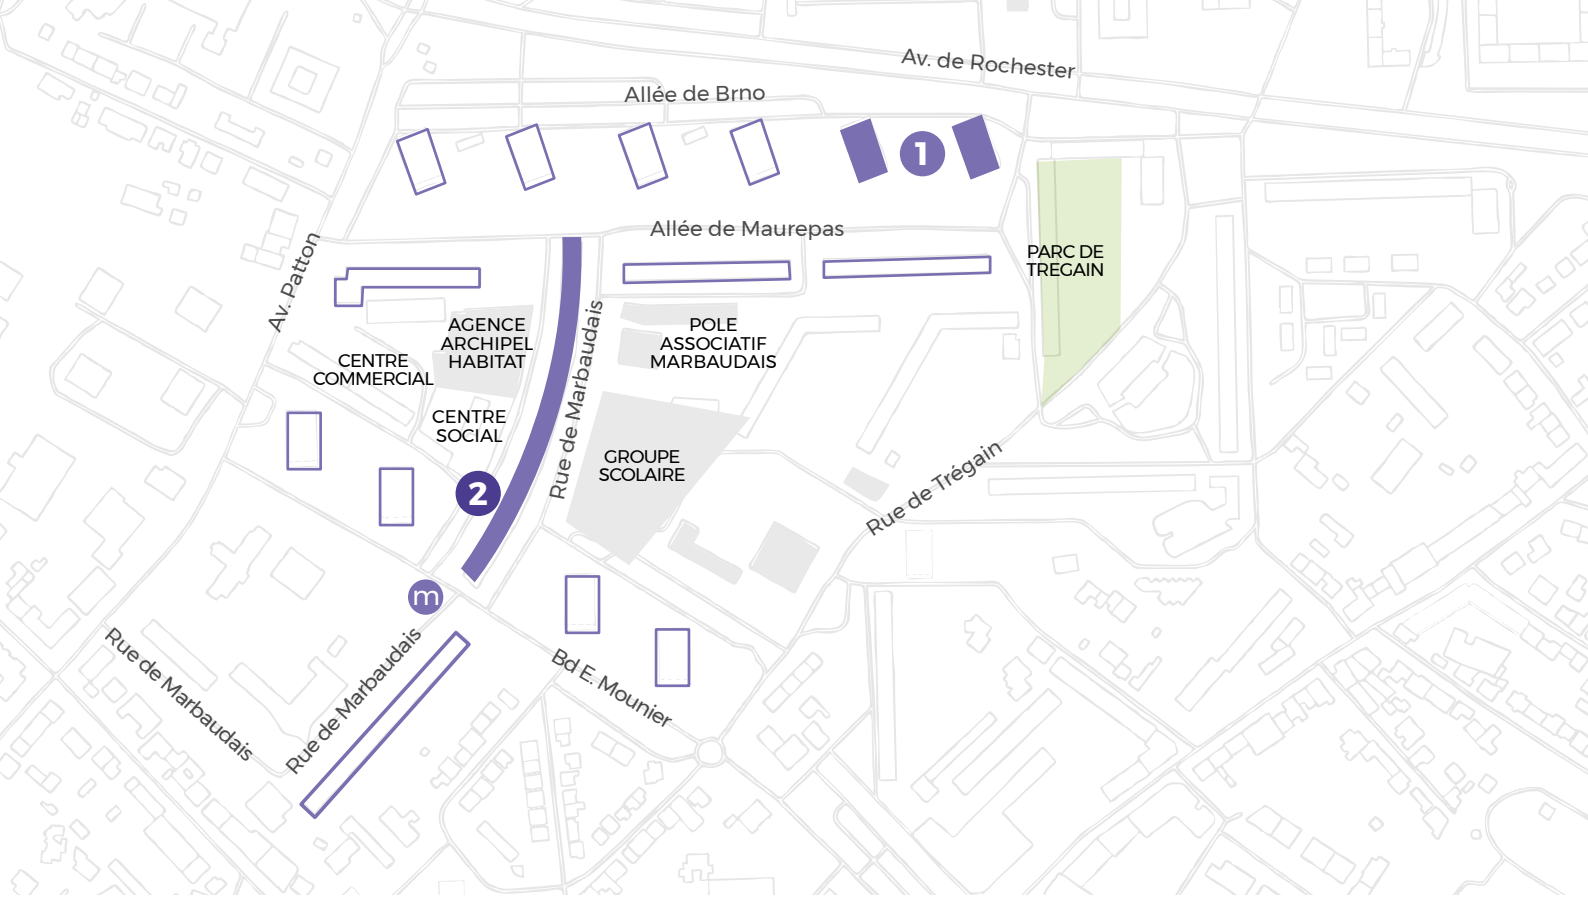 Av. de Rochester
Allée de Brno
1
Allée de Maurepas
Av. Patton
PARC DE
TREGAIN
AGENCE
ARCHIPEL
HABITAT
POLE
ASSOCIATIF
MARBAUDAIS
CENTRE
COMMERCIAL
Rue de Marbaudais
CENTRE
SOCIAL
GROUPE
SCOLAIRE
2
Rue de Trégain
m
Rue de Marbaudais
Rue de Marbaudais
Bd E. Mounier